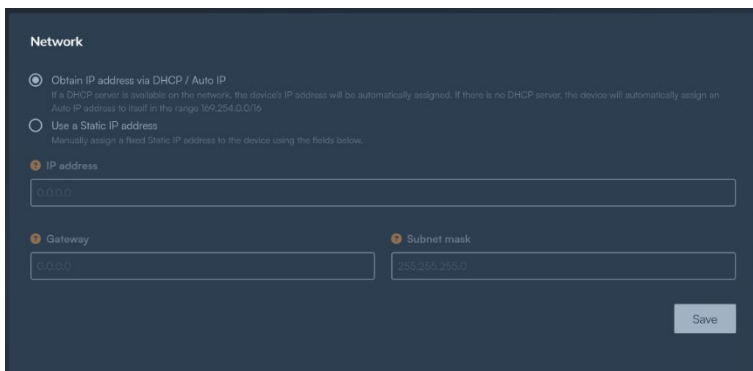 Network
Obtain IP address via DHCP / Auto IP
If a DHCP server is available on the network, the device's IP address will be automatically assigned. If there is no DHCP server, the device will automatically assign an
Auto IP address to itself in the range 169.254.0.0/16
Use a Static IP address
Manually assign a fixed Static IP address to the device using the fields below.
? IP address
0.0.0.0
? Gateway
? Subnet mask
0.0.0.0
255.255.255.0
Save